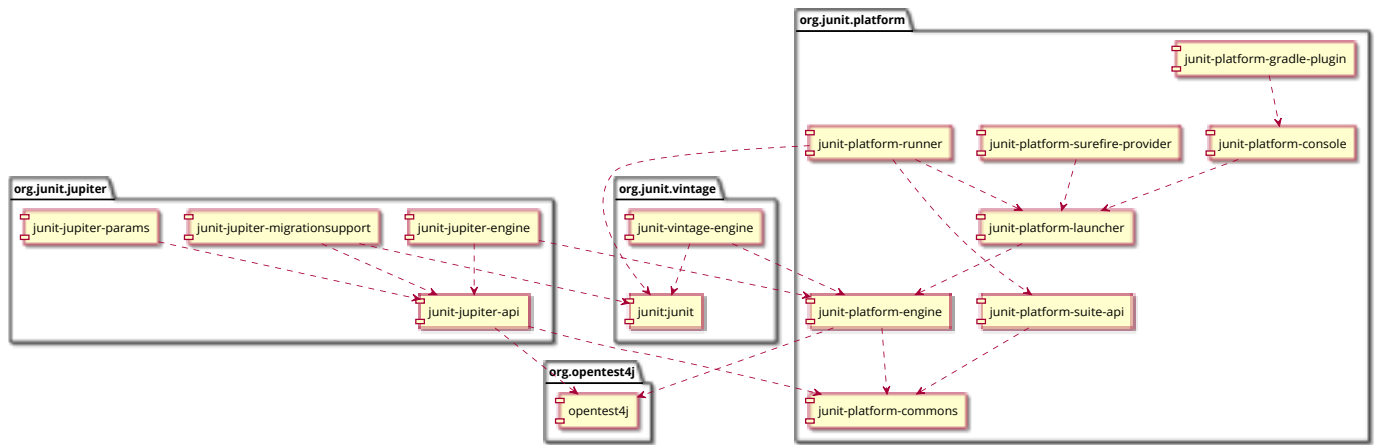 org.junit.platform
junit-platform-gradle-plugin
junit-platform-runner
junit-platform-surefire-provider
junit-platform-console
org.junit.jupiter
org.junit.vintage
junit-jupiter-params
junit-jupiter-migrationsupport
junit-jupiter-engine
junit-vintage-engine
junit-platform-launcher
junit-jupiter-api
junit:junit
junit-platform-engine
junit-platform-suite-api
org.opentest4j
opentest4j
junit-platform-commons